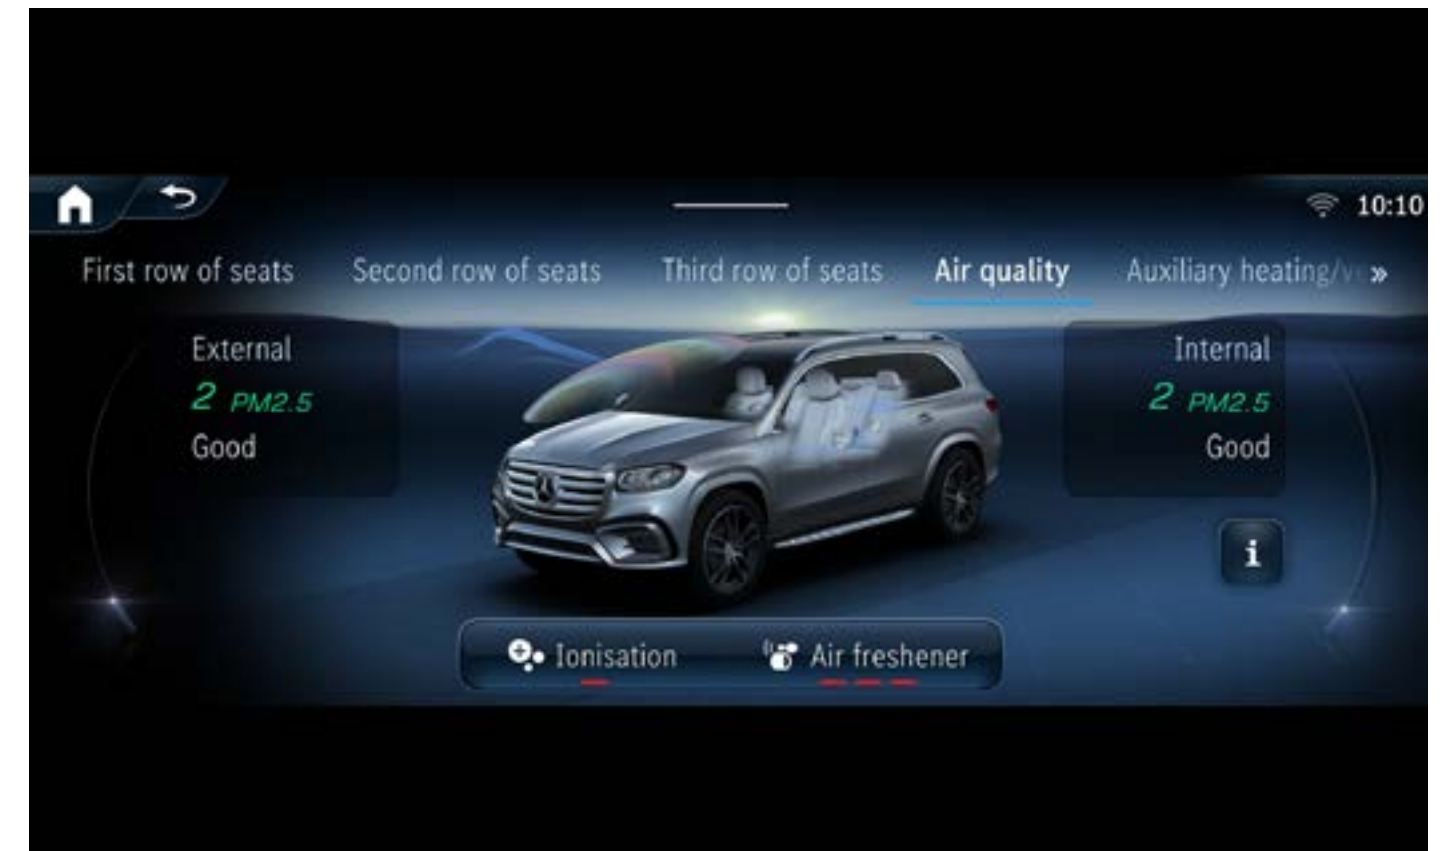 10:10
First row of seats
Second row of seats
Third row of seats
Air quality
Auxiliary heating/
External
2 PM2.5
Good
Internal
2 PM2.5
Good
i
Ionisation
Air freshener